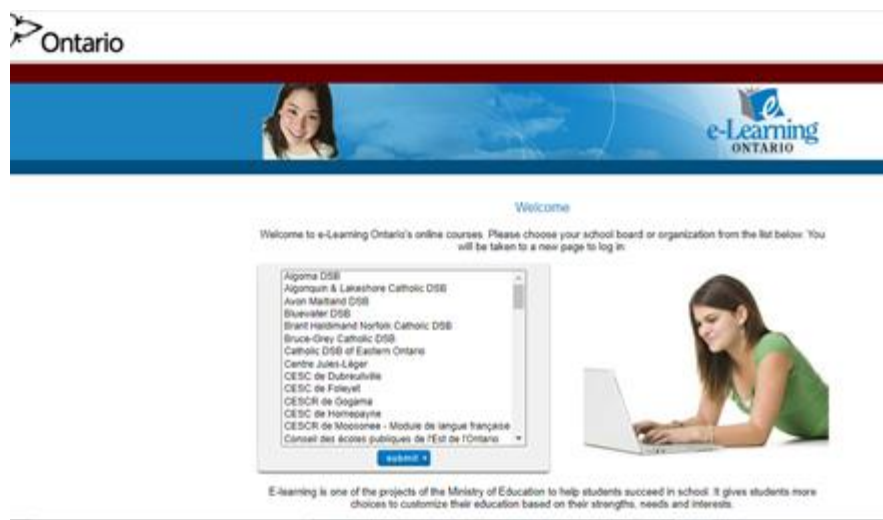 Ontario
e-Learning
ONTARIO
Welcome
Welcome to e-Learning Ontario's online courses. Please choose your school board or organization from the list below. You
will be taken to a new page to log in.
Algoma DSB
Algonquin & Lakeshore Catholic DSB
Avon Maitland DSB
Bluewater DSB
Brant Haldimand Norfolk Catholic DSB
Bruce-Grey Catholic DSB
Catholic DSB of Eastern Ontario
Centre Jules-Léger
CESC de Dubreuilville
CESC de Foleyet
CESCR de Gogama
CESC de Hornepayne
CESCR de Moosonee - Module de langue française
Conseil des écoles publiques de l'Est de l'Ontario
submit
E-learning is one of the projects of the Ministry of Education to help students succeed in school. It gives students more
choices to customize their education based on their strengths, needs and interests.